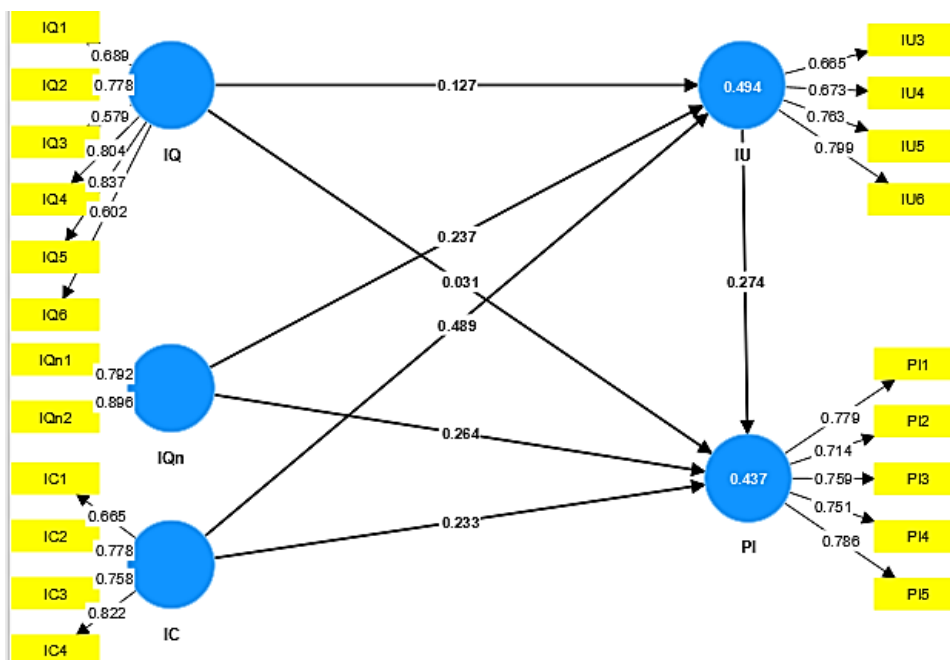 IQ1
IQ2
IQ3
IQ4
IQ5
IQ6
0.689
0.778
0.579
0.804
0.837
0.602
IQ
IQn1
IQn2
0.792
0.896
IQn
IC1
IC2
IC3
IC4
0.665
0.778
0.758
0.822
IC
0.127
0.237
0.031
0.489
0.264
0.233
0.274
0.494
IU
0.665
0.673
0.763
0.799
IU3
IU4
IU5
IU6
0.437
PI
0.779
0.714
0.759
0.751
0.786
PI1
PI2
PI3
PI4
PI5